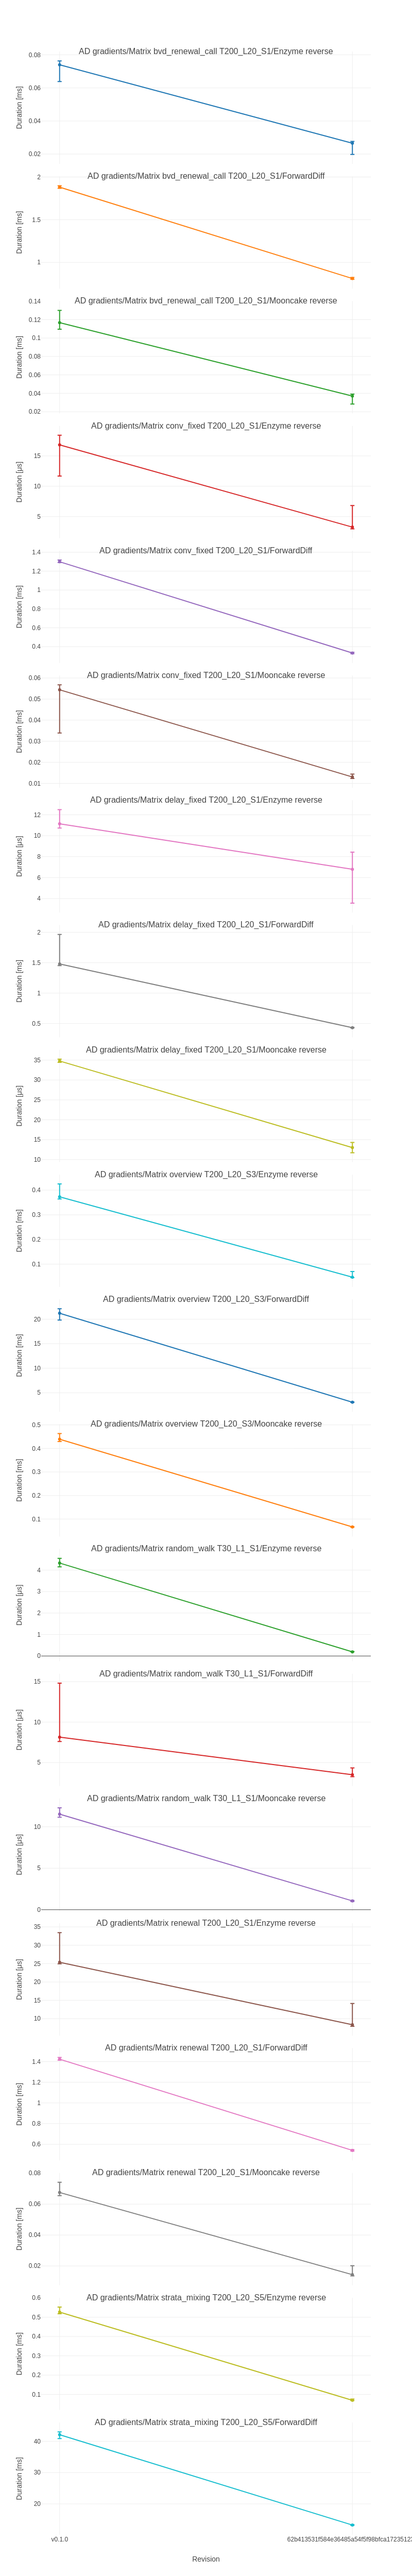 AD gradients/Matrix bvd_renewal_call T200_L20_S1/Enzyme reverse
Duration [ms]
0.08
0.06
0.04
0.02
AD gradients/Matrix bvd_renewal_call T200_L20_S1/ForwardDiff
Duration [ms]
2
1.5
1
AD gradients/Matrix bvd_renewal_call T200_L20_S1/Mooncake reverse
Duration [ms]
0.14
0.12
0.1
0.08
0.06
0.04
0.02
AD gradients/Matrix conv_fixed T200_L20_S1/Enzyme reverse
Duration [µs]
15
10
5
AD gradients/Matrix conv_fixed T200_L20_S1/ForwardDiff
Duration [ms]
1.4
1.2
1
0.8
0.6
0.4
AD gradients/Matrix conv_fixed T200_L20_S1/Mooncake reverse
Duration [ms]
0.06
0.05
0.04
0.03
0.02
0.01
AD gradients/Matrix delay_fixed T200_L20_S1/Enzyme reverse
Duration [µs]
12
10
8
6
4
AD gradients/Matrix delay_fixed T200_L20_S1/ForwardDiff
Duration [ms]
2
1.5
1
0.5
AD gradients/Matrix delay_fixed T200_L20_S1/Mooncake reverse
Duration [µs]
35
30
25
20
15
10
AD gradients/Matrix overview T200_L20_S3/Enzyme reverse
Duration [ms]
0.4
0.3
0.2
0.1
AD gradients/Matrix overview T200_L20_S3/ForwardDiff
Duration [ms]
20
15
10
5
AD gradients/Matrix overview T200_L20_S3/Mooncake reverse
Duration [ms]
0.5
0.4
0.3
0.2
0.1
AD gradients/Matrix random_walk T30_L1_S1/Enzyme reverse
Duration [µs]
4
3
2
1
0
AD gradients/Matrix random_walk T30_L1_S1/ForwardDiff
Duration [µs]
15
10
5
AD gradients/Matrix random_walk T30_L1_S1/Mooncake reverse
Duration [µs]
10
5
0
AD gradients/Matrix renewal T200_L20_S1/Enzyme reverse
Duration [µs]
35
30
25
20
15
10
AD gradients/Matrix renewal T200_L20_S1/ForwardDiff
Duration [ms]
1.4
1.2
1
0.8
0.6
AD gradients/Matrix renewal T200_L20_S1/Mooncake reverse
Duration [ms]
0.08
0.06
0.04
0.02
AD gradients/Matrix strata_mixing T200_L20_S5/Enzyme reverse
Duration [ms]
0.6
0.5
0.4
0.3
0.2
0.1
AD gradients/Matrix strata_mixing T200_L20_S5/ForwardDiff
Duration [ms]
40
30
20
v0.1.0
62b413531f584e36485a54f5f98bfca1723512
Revision